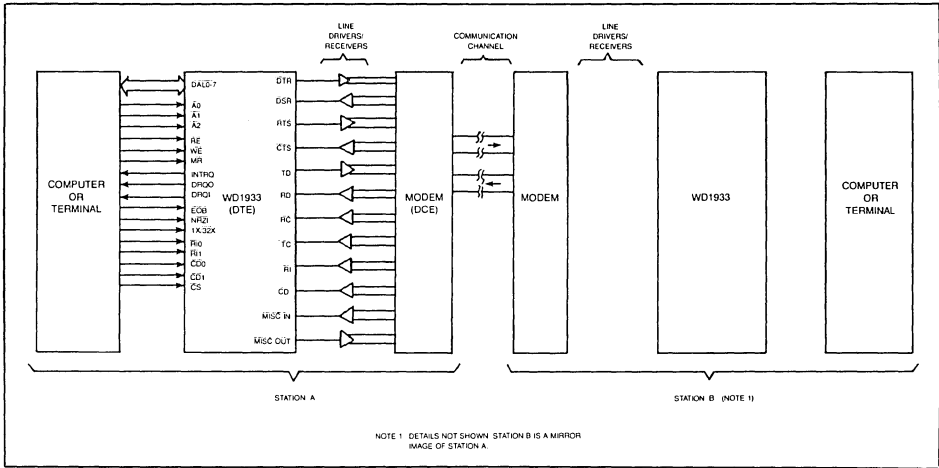 LINE
DRIVERS/
RECEIVERS
COMMUNICATION
CHANNEL
LINE
DRIVERS/
RECEIVERS
COMPUTER
OR
TERMINAL
DAL0-7
A0
A1
A2
RE
WE
MR
INTRQ
DRQO
DRQI
EOB
NRZI
1X/32X
RI0
RI1
CD0
CD1
CS
WD1933
(DTE)
DTR
DSR
RTS
CTS
TD
RD
RC
TC
RI
CD
MISC IN
MISC OUT
MODEM
(DCE)
MODEM
WD1933
COMPUTER
OR
TERMINAL
STATION A
STATION B (NOTE 1)
NOTE 1 DETAILS NOT SHOWN STATION B IS A MIRROR
IMAGE OF STATION A.